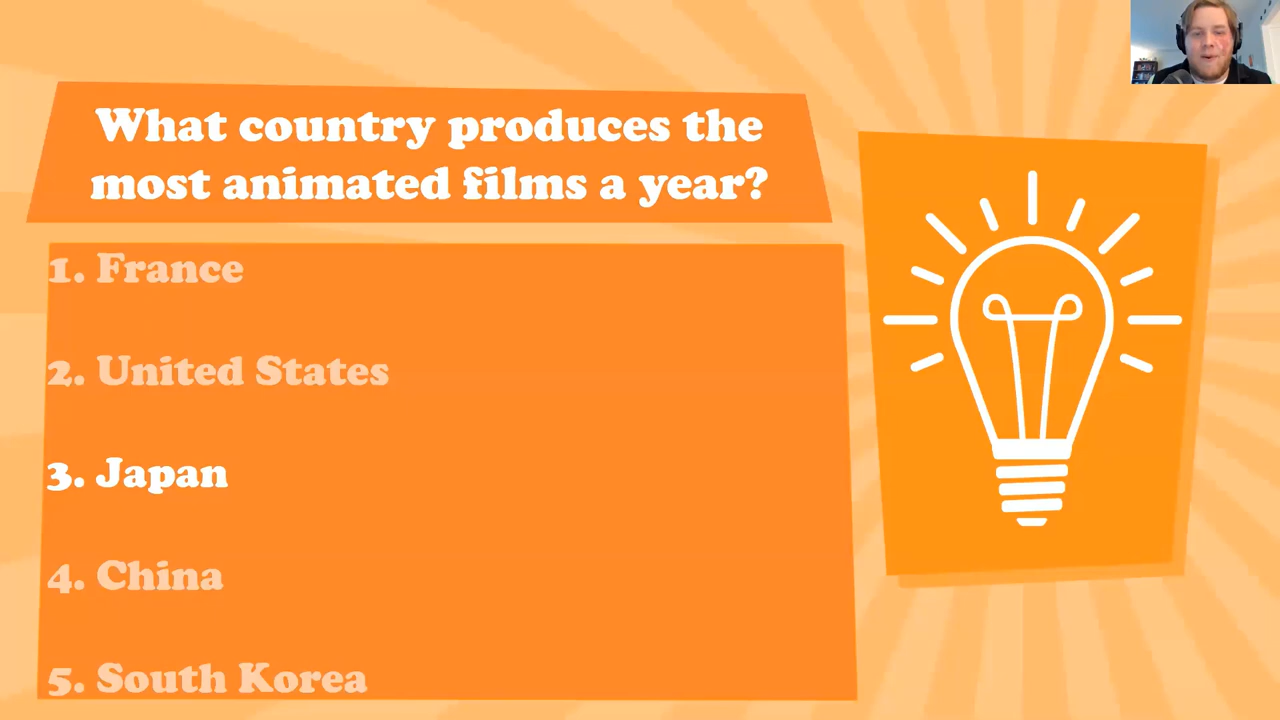 What country produces the
most animated films a year?
1. France
2. United States
3. Japan
4. China
5. South Korea